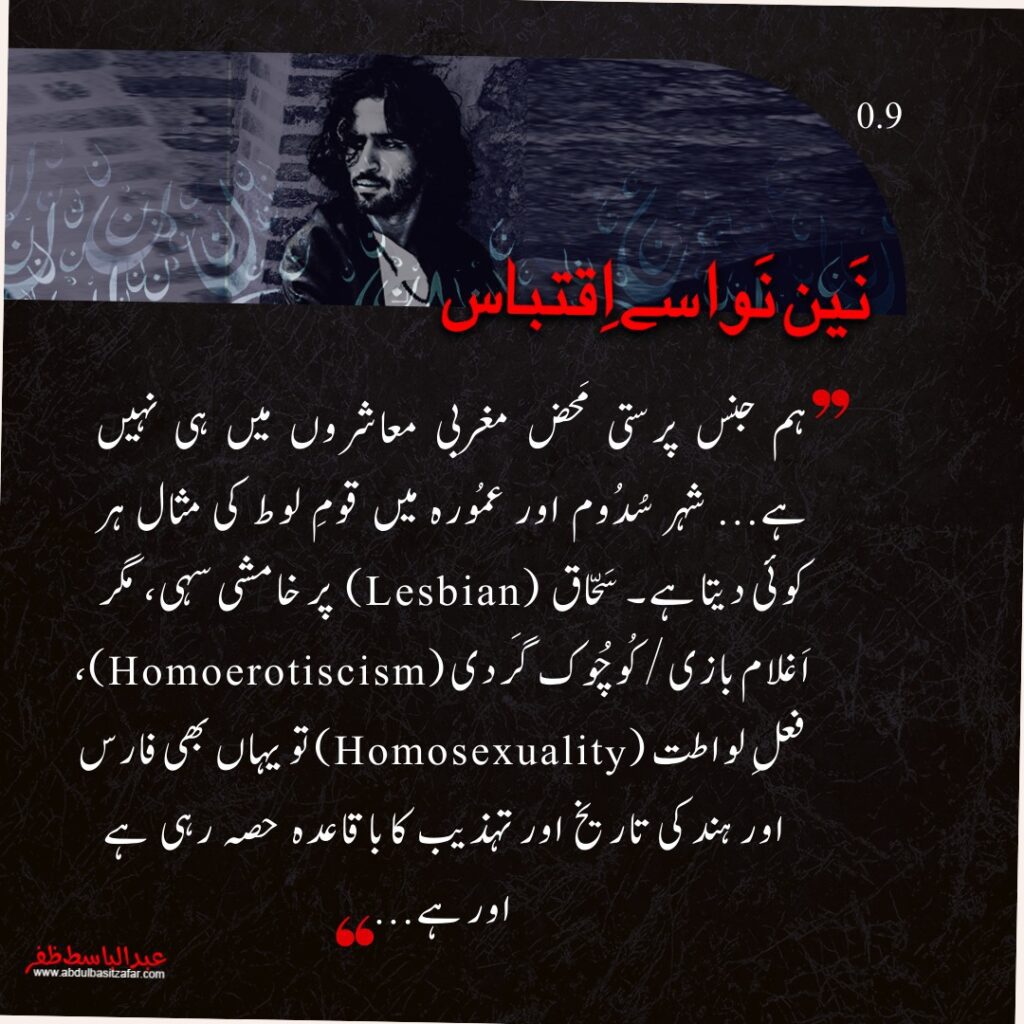 0.9
نَین نَوا سے اِقتباس
”ہم جنس پرستی مَحض مغربی معاشروں میں ہی نہیں
ہے... شہر سُدُوم اور عمُورہ میں قومِ لوط کی مثال ہر
کوئی دیتا ہے۔ سَحّاق (Lesbian) پر خامشی سہی، مگر
اَغلام بازی / کُوچُوک گَردی (Homoerotiscism)،
فعلِ لواطت (Homosexuality) تو یہاں بھی فارس
اور ہند کی تاریخ اور تہذیب کا باقاعدہ حصہ رہی ہے
اور ہے...“
عبدالباسط ظفر
www.abdulbasitzafar.com